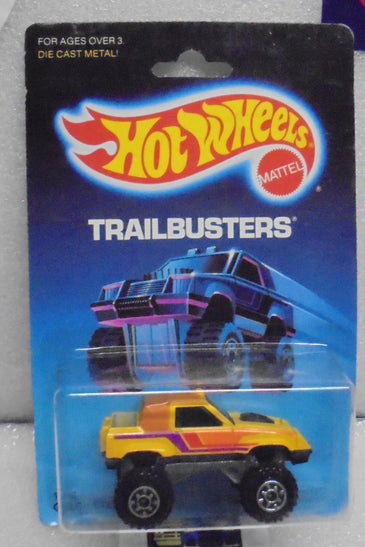 FOR AGES OVER 3.
DIE CAST METAL!
HOT WHEELS®
MATTEL
®
TRAILBUSTERS®